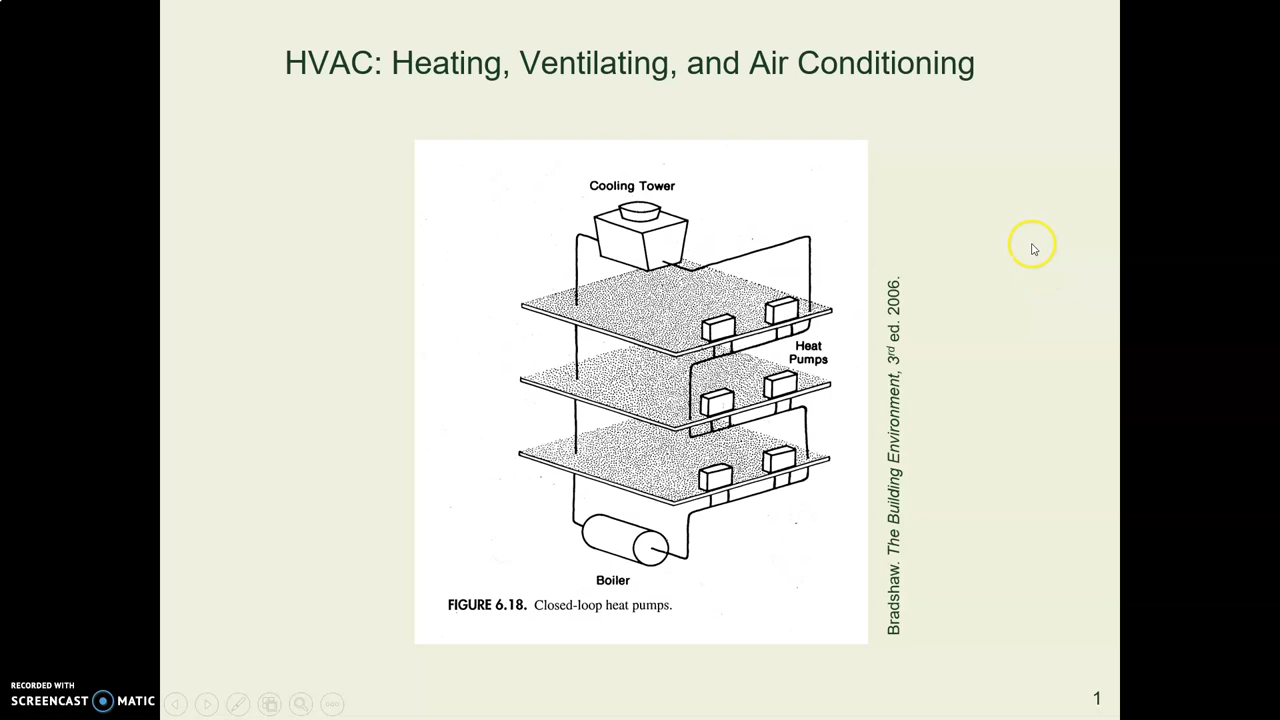 HVAC: Heating, Ventilating, and Air Conditioning
Cooling Tower
Heat
Pumps
Boiler
FIGURE 6.18. Closed-loop heat pumps.
Bradshaw. The Building Environment, 3rd ed. 2006.
RECORDED WITH
SCREENCAST MATIC
1